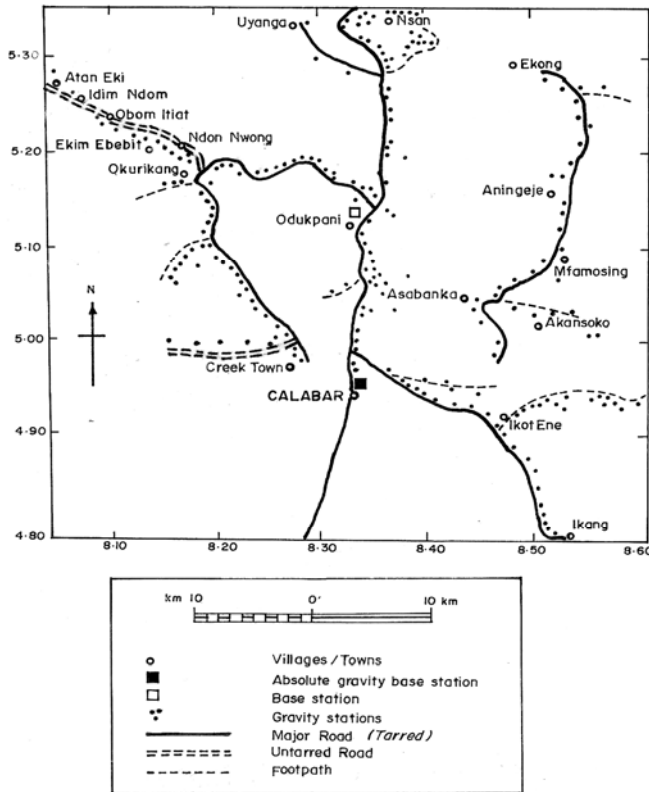 Uyanga
Nsan
5·30
Ekong
Atan Eki
Idim Ndom
Obom Itiat
5·20
Ekim Ebebit
Ndon Nwong
Qkurikang
Aningeje
5·10
Odukpani
Mfamosing
N
Asabanka
Akansoko
5·00
Creek Town
CALABAR
4·90
Ikot Ene
Ikang
4·80
8·10 8·20 8·30 8·40 8·50 8·60
km 10 0' 10 km
Villages/Towns
Absolute gravity base station
Base station
Gravity stations
Major Road (Tarred)
Untarred Road
Footpath